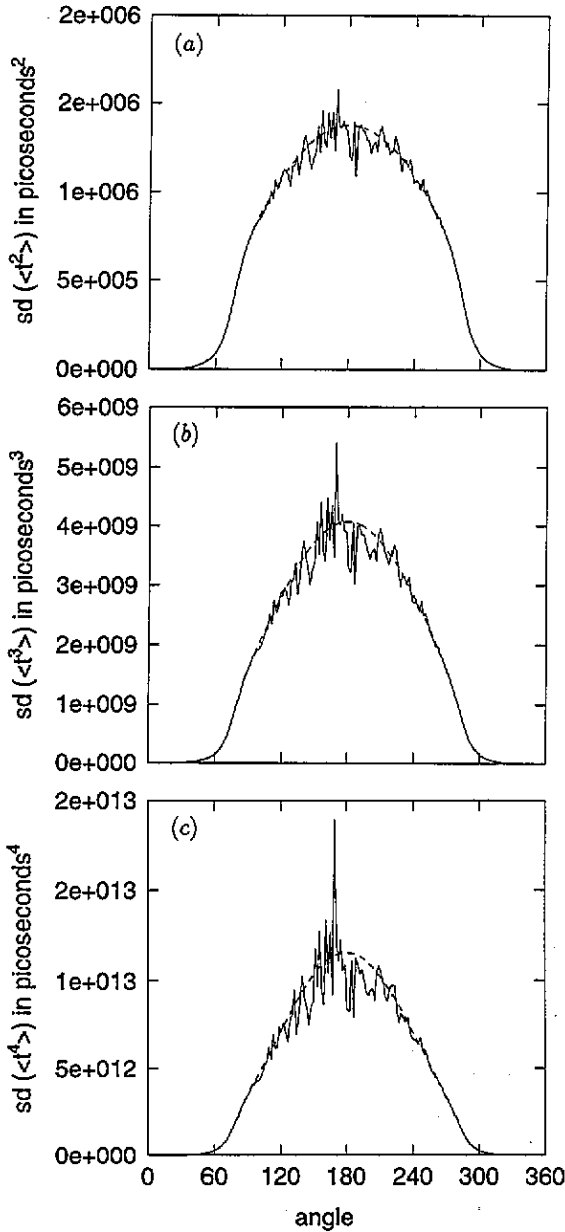 (a)
2e+006
2e+006
1e+006
5e+005
0e+000
sd (<t²>) in picoseconds²
(b)
6e+009
5e+009
4e+009
3e+009
2e+009
1e+009
0e+000
sd (<t³>) in picoseconds³
(c)
2e+013
2e+013
1e+013
5e+012
0e+000
sd (<t⁴>) in picoseconds⁴
0 60 120 180 240 300 360
angle